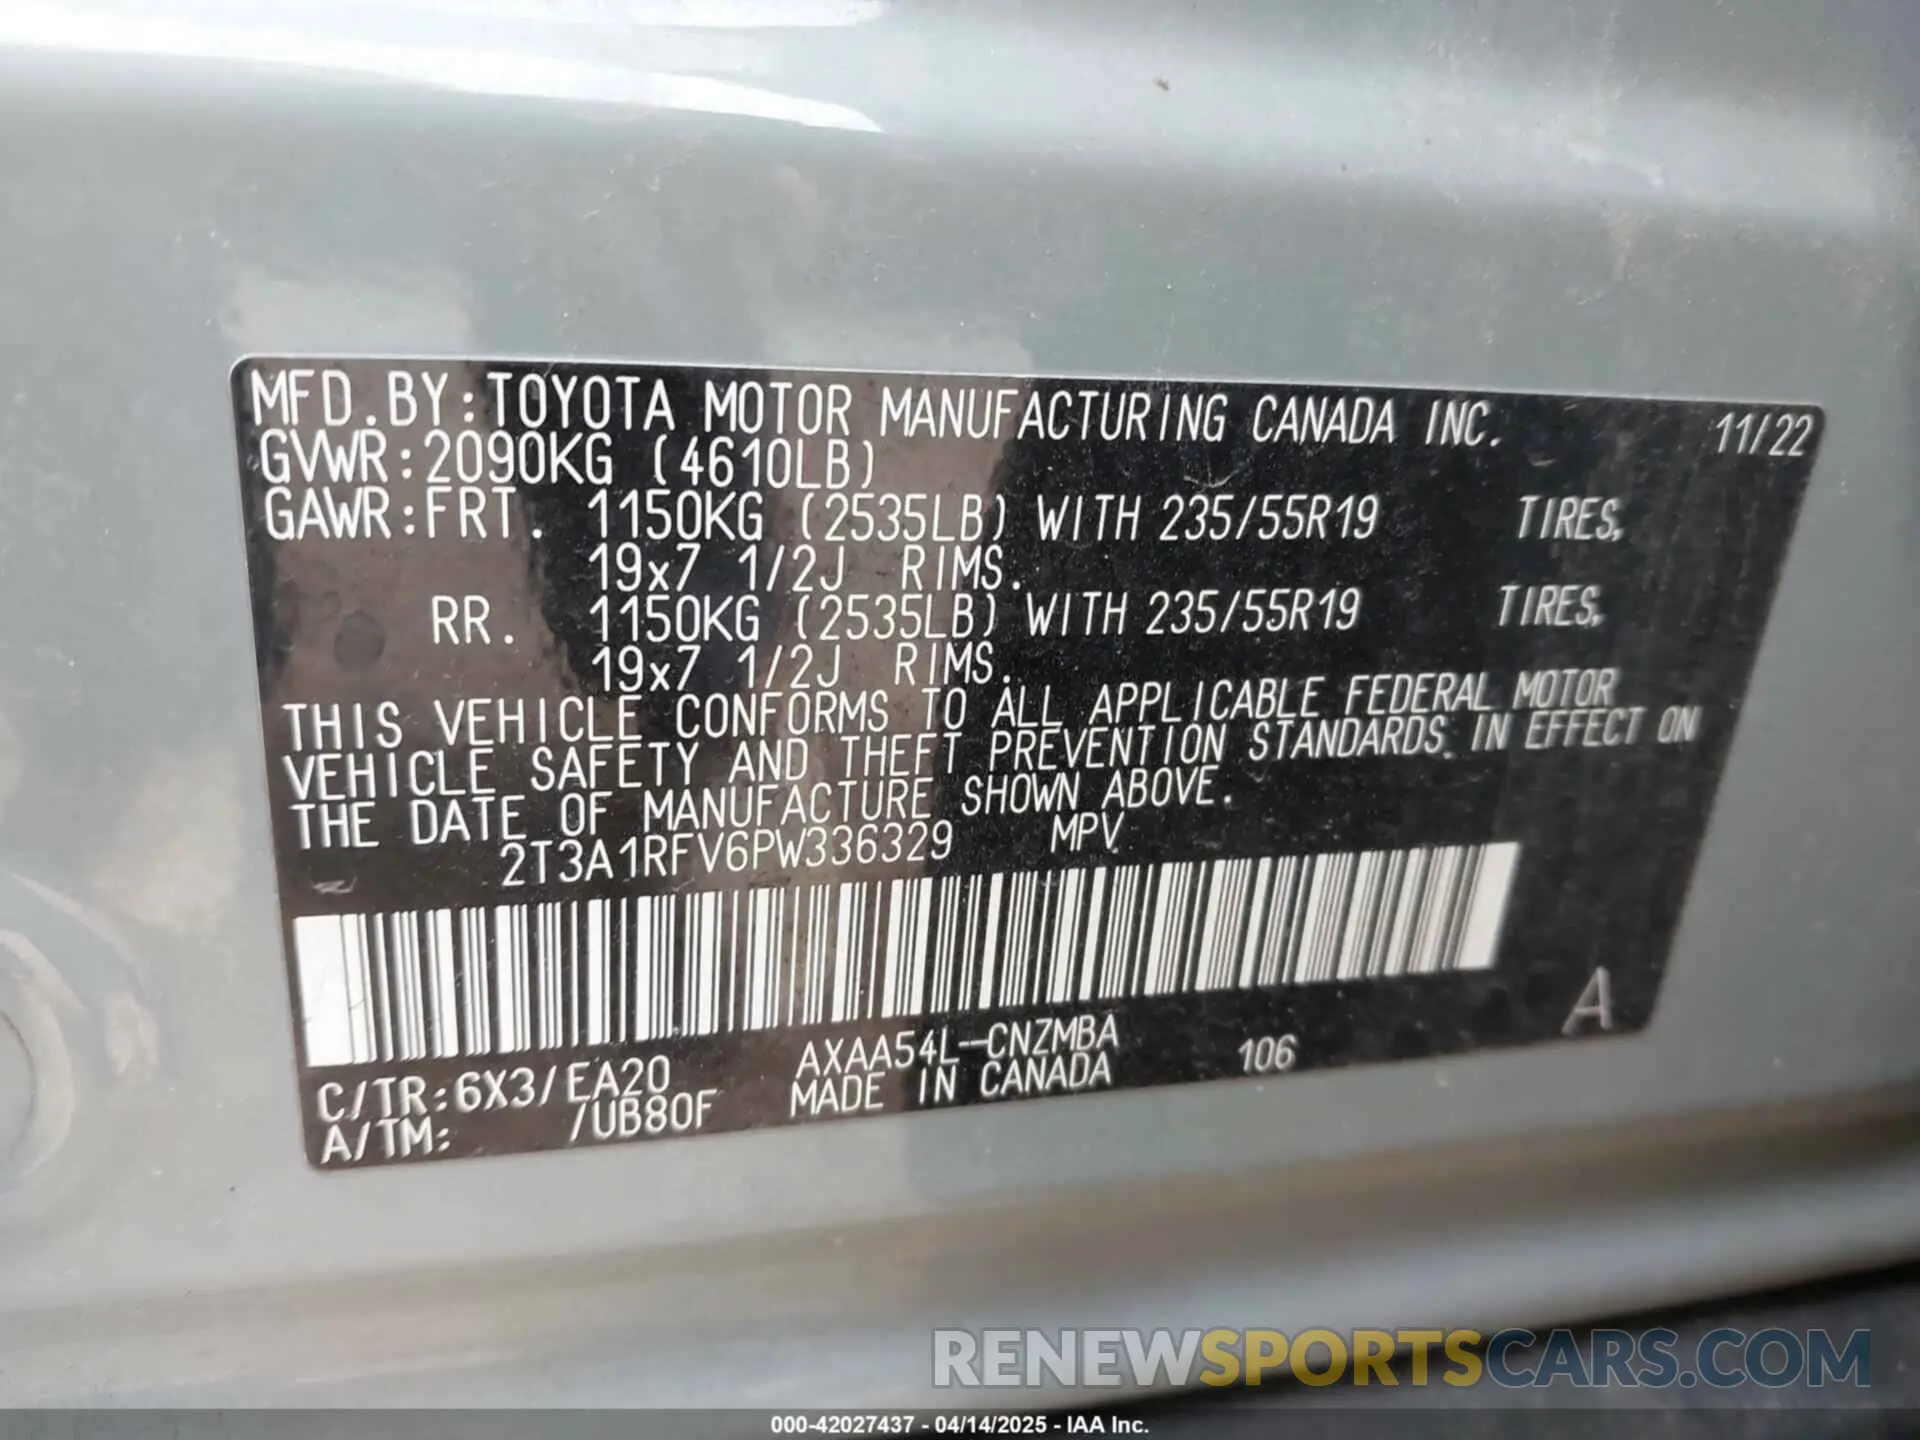 MFD.BY:TOYOTA MOTOR MANUFACTURING CANADA INC. 11/22
GVWR:2090KG (4610LB)
GAWR:FRT. 1150KG (2535LB) WITH 235/55R19 TIRES,
19x7 1/2J RIMS.
RR. 1150KG (2535LB) WITH 235/55R19 TIRES,
19x7 1/2J RIMS.
THIS VEHICLE CONFORMS TO ALL APPLICABLE FEDERAL MOTOR
VEHICLE SAFETY AND THEFT PREVENTION STANDARDS IN EFFECT ON
THE DATE OF MANUFACTURE SHOWN ABOVE.
2T3A1RFV6PW336329 MPV
C/TR:6X3/EA20 AXAA54L-CNZMBA 106 A
A/TM: /UB80F MADE IN CANADA
RENEWSPORTSCARS.COM
000-42027437 - 04/14/2025 - IAA Inc.